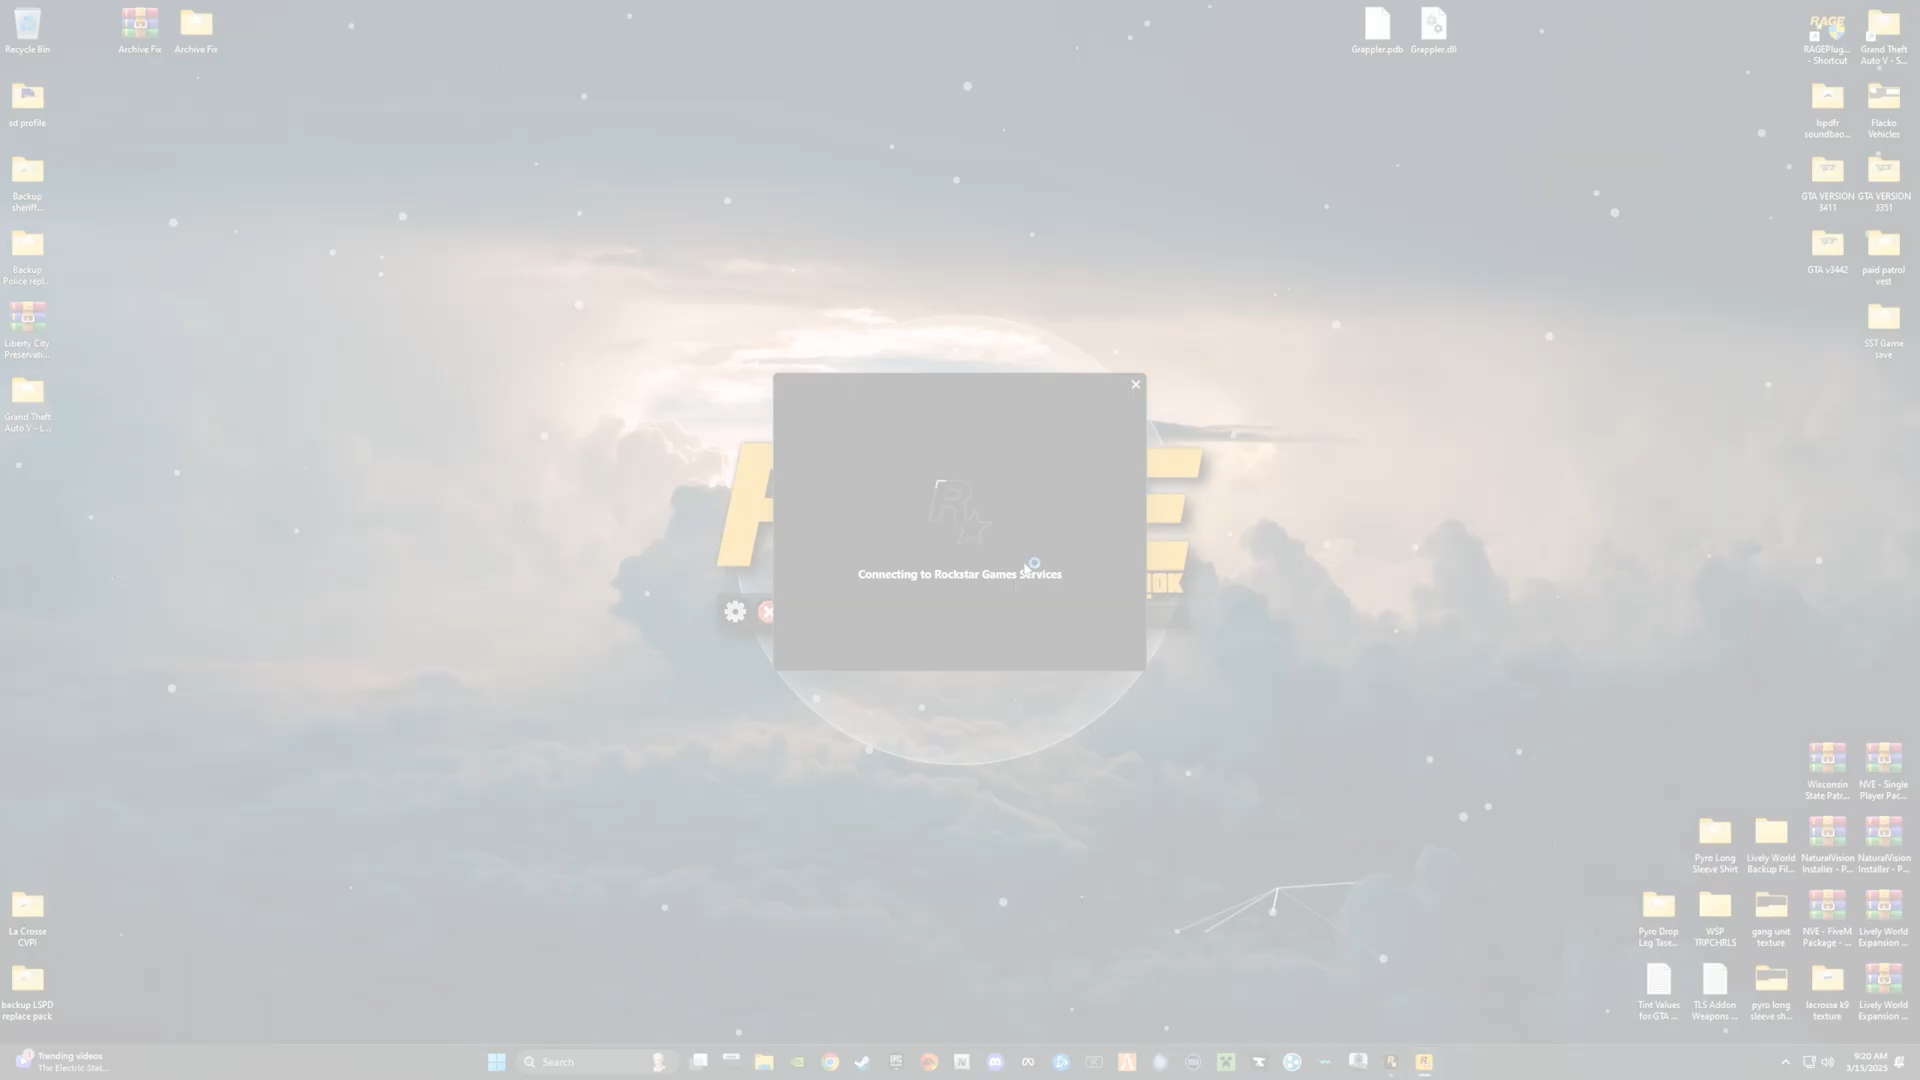 Recycle Bin
Archive Fix
Archive Fix
Grappler.pdb
Grappler.dll
RAGE
RAGEPlug...
- Shortcut
Grand Theft
Auto V - S...
sd profile
lspdfr
soundbao...
Flacko
Vehicles
Backup
sheriff...
GTA VERSION
3411
GTA VERSION
3351
Backup
Police repl...
GTA v3442
paid patrol
vest
Liberty City
Preservati...
SST Game
save
Grand Theft
Auto V - L...
Connecting to Rockstar Games Services
Wisconsin
State Patr...
NVE - Single
Player Pac...
Pyro Long
Sleeve Shirt
Lively World
Backup Fil...
NaturalVision
Installer - P...
NaturalVision
Installer - P...
La Crosse
CVPI
Pyro Drop
Leg Tase...
WSP
TRPCHRLS
gang unit
texture
NVE - FiveM
Package - ...
Lively World
Expansion ...
backup LSPD
replace pack
Tint Values
for GTA ...
TLS Addon
Weapons ...
pyro long
sleeve sh...
lacrosse k9
texture
Lively World
Expansion ...
Trending videos
The Electric Stat...
Search
9:20 AM
3/15/2025